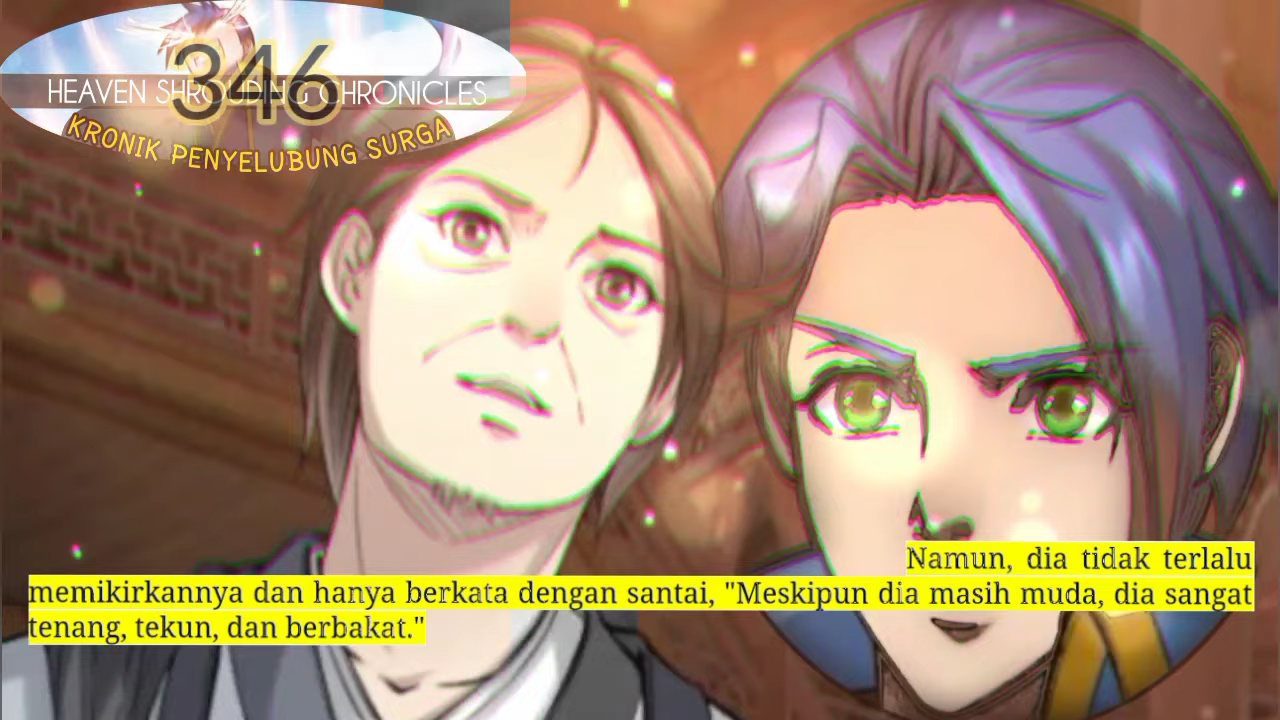 346
HEAVEN SHROUDING CHRONICLES
KRONIK PENYELUBUNG SURGA
Namun, dia tidak terlalu
memikirkannya dan hanya berkata dengan santai, "Meskipun dia masih muda, dia sangat
tenang, tekun, dan berbakat."